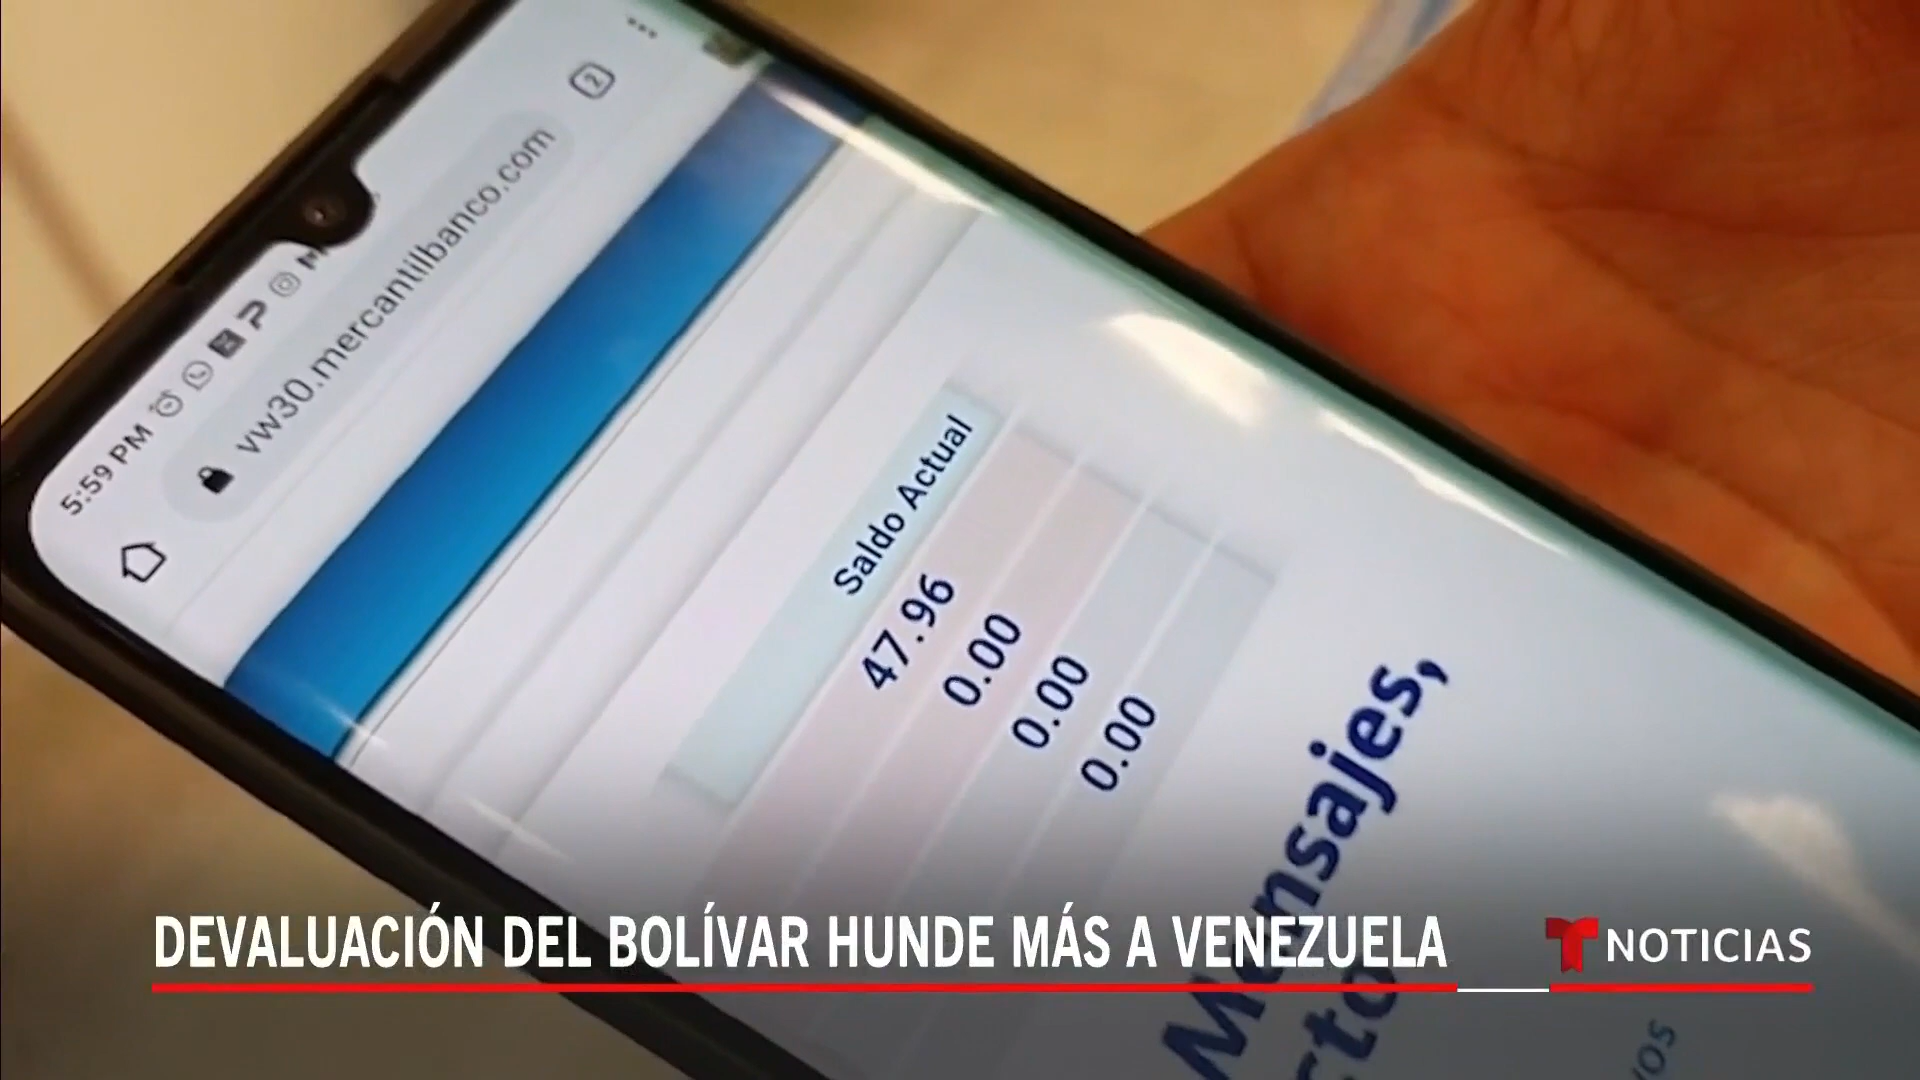 5:59 PM
vw30.mercantilbanco.com
2
Saldo Actual
47.96
0.00
0.00
0.00
Mensajes,
DEVALUACIÓN DEL BOLÍVAR HUNDE MÁS A VENEZUELA
NOTICIAS